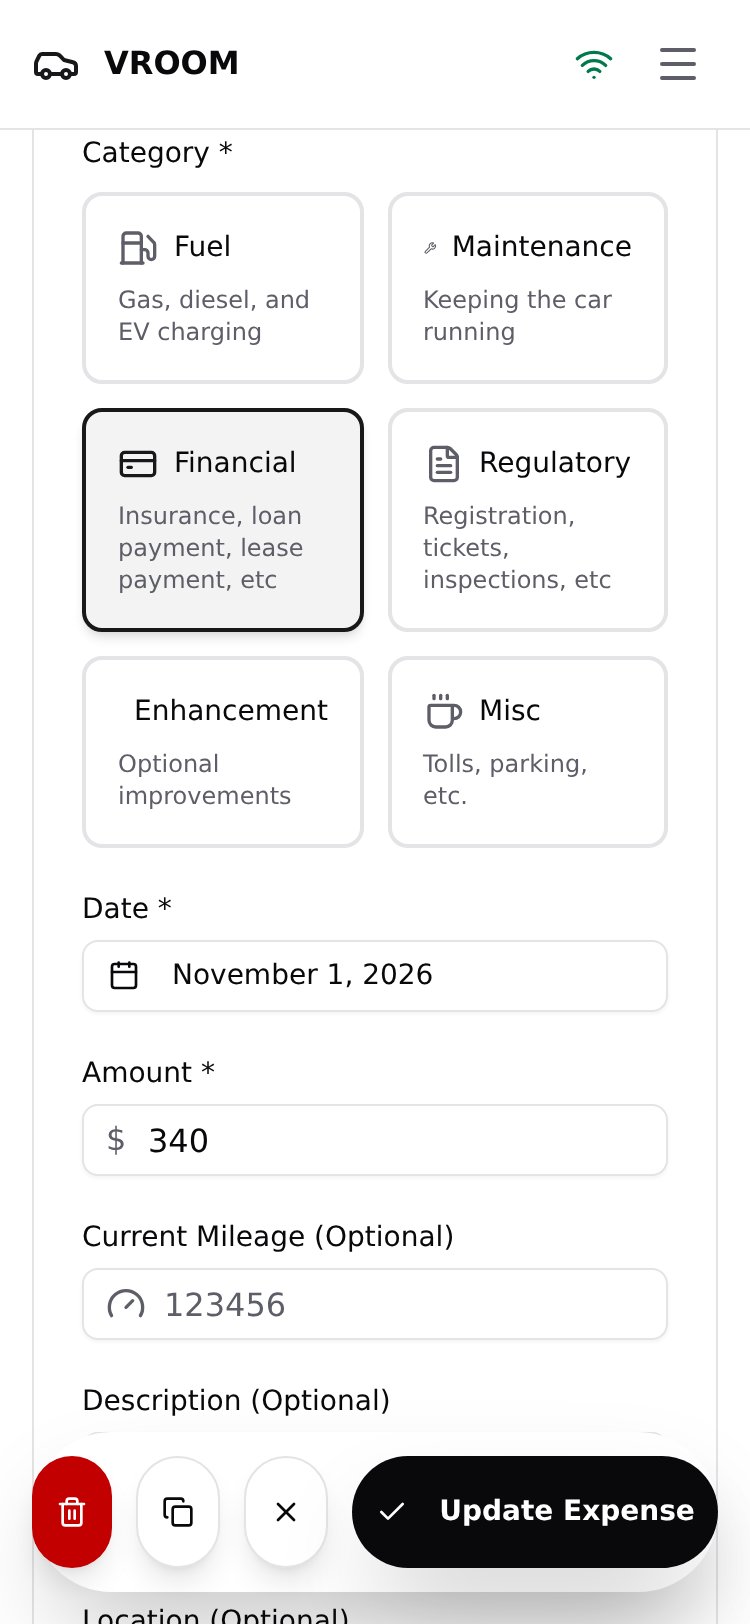 VROOM
Category *
Fuel
Gas, diesel, and
EV charging
Maintenance
Keeping the car
running
Financial
Insurance, loan
payment, lease
payment, etc
Regulatory
Registration,
tickets,
inspections, etc
Enhancement
Optional
improvements
Misc
Tolls, parking,
etc.
Date *
November 1, 2026
Amount *
$ 340
Current Mileage (Optional)
123456
Description (Optional)
Update Expense
Location (Optional)